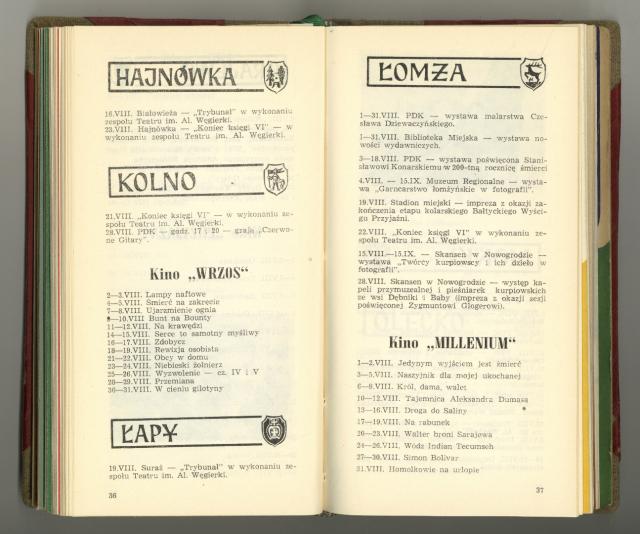 HAJNÓWKA
16.VIII. Białowieża — „Trybunał” w wykonaniu
zespołu Teatru im. Al. Węgierki.
23.VIII. Hajnówka — „Koniec księgi VI” — w
wykonaniu zespołu Teatru im. Al. Węgierki.
KOLNO
21.VIII. „Koniec księgi VI” — w wykonaniu ze-
społu Teatru im. Al. Węgierki.
28.VIII. PDK — godz. 17 i 20 — grają „Czerwo-
ne Gitary”.
Kino „WRZOS“
2—3.VIII. Lampy naftowe
4—5.VIII. Śmierć na zakręcie
7—8.VIII. Ujarzmienie ognia
9—10.VIII Bunt na Bounty
11—12.VIII. Na krawędzi
14—15.VIII. Serce to samotny myśliwy
16—17.VIII. Zdobycz
18—19.VIII. Rewizja osobista
21—22.VIII. Obcy w domu
23—24.VIII. Niebieski żołnierz
25—26.VIII. Wyzwolenie — cz. IV i V
28—29.VIII. Przemiana
30—31.VIII. W cieniu gilotyny
ŁAPY
19.VIII. Suraż — „Trybunał” w wykonaniu ze-
społu Teatru im. Al. Węgierki.
36
ŁOMŻA
1—31.VIII. PDK — wystawa malarstwa Cze-
sława Dziewaczyńskiego.
1—31.VIII. Biblioteka Miejska — wystawa no-
wości wydawniczych.
3—18.VIII. PDK — wystawa poświęcona Stani-
sławowi Konarskiemu w 200-tną rocznicę śmierci
4.VIII. — 15.IX. Muzeum Regionalne — wysta-
wa „Garncarstwo łomżyńskie w fotografii”.
19.VIII. Stadion miejski — impreza z okazji za-
kończenia etapu kolarskiego Bałtyckiego Wyści-
gu Przyjaźni.
22.VIII. „Koniec księgi VI” — w wykonaniu ze-
społu Teatru im. Al. Węgierki.
15.VIII.—15.IX. — Skansen w Nowogrodzie —
wystawa „Twórcy kurpiowscy i ich dzieło w
fotografii”.
28.VIII. Skansen w Nowogrodzie — występ ka-
peli przymuzealnej i pieśniarek kurpiowskich
ze wsi Dębniki i Baby (impreza z okazji sesji
poświęconej Zygmuntowi Glogerowi).
Kino „MILLENIUM“
1—2.VIII. Jedynym wyjściem jest śmierć
3—5.VIII. Naszyjnik dla mojej ukochanej
6—8.VIII. Król, dama, walet
10—12.VIII. Tajemnica Aleksandra Dumasa
13—16.VIII. Droga do Saliny
17—19.VIII. Na rabunek
20—23.VIII. Walter broni Sarajewa
24—26.VIII. Wódz Indian Tecumsch
27—30.VIII. Simon Bolivar
31.VIII. Homolkowie na urlopie
37